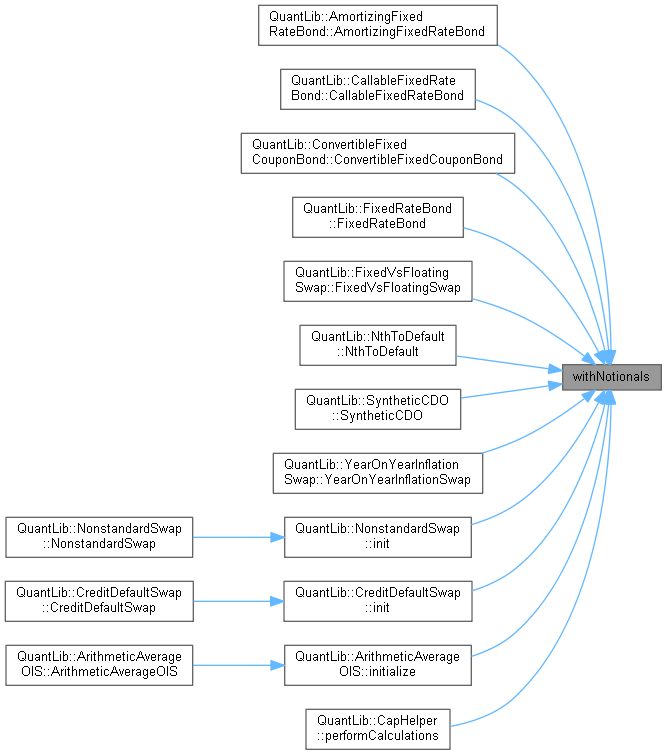 QuantLib::AmortizingFixed
RateBond::AmortizingFixedRateBond
QuantLib::CallableFixedRate
Bond::CallableFixedRateBond
QuantLib::ConvertibleFixed
CouponBond::ConvertibleFixedCouponBond
QuantLib::FixedRateBond
::FixedRateBond
QuantLib::FixedVsFloating
Swap::FixedVsFloatingSwap
QuantLib::NthToDefault
::NthToDefault
withNotionals
QuantLib::SyntheticCDO
::SyntheticCDO
QuantLib::YearOnYearInflation
Swap::YearOnYearInflationSwap
QuantLib::NonstandardSwap
::NonstandardSwap
QuantLib::NonstandardSwap
::init
QuantLib::CreditDefaultSwap
::CreditDefaultSwap
QuantLib::CreditDefaultSwap
::init
QuantLib::ArithmeticAverage
OIS::ArithmeticAverageOIS
QuantLib::ArithmeticAverage
OIS::initialize
QuantLib::CapHelper
::performCalculations